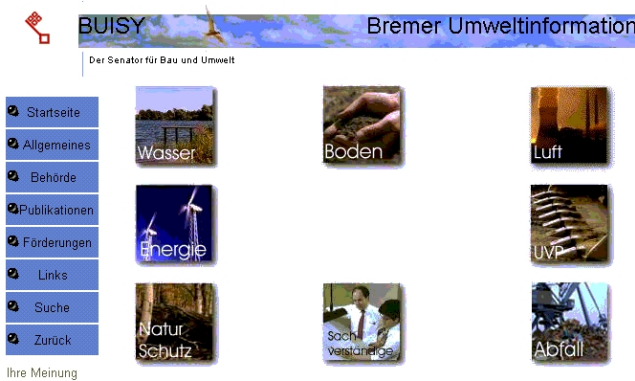 BUISY
Bremer Umweltinformation
Der Senator für Bau und Umwelt
Startseite
Allgemeines
Behörde
Publikationen
Förderungen
Links
Suche
Zurück
Ihre Meinung
Wasser
Boden
Luft
Energie
UVP
Natur
Schutz
Sach
verständige
Abfall